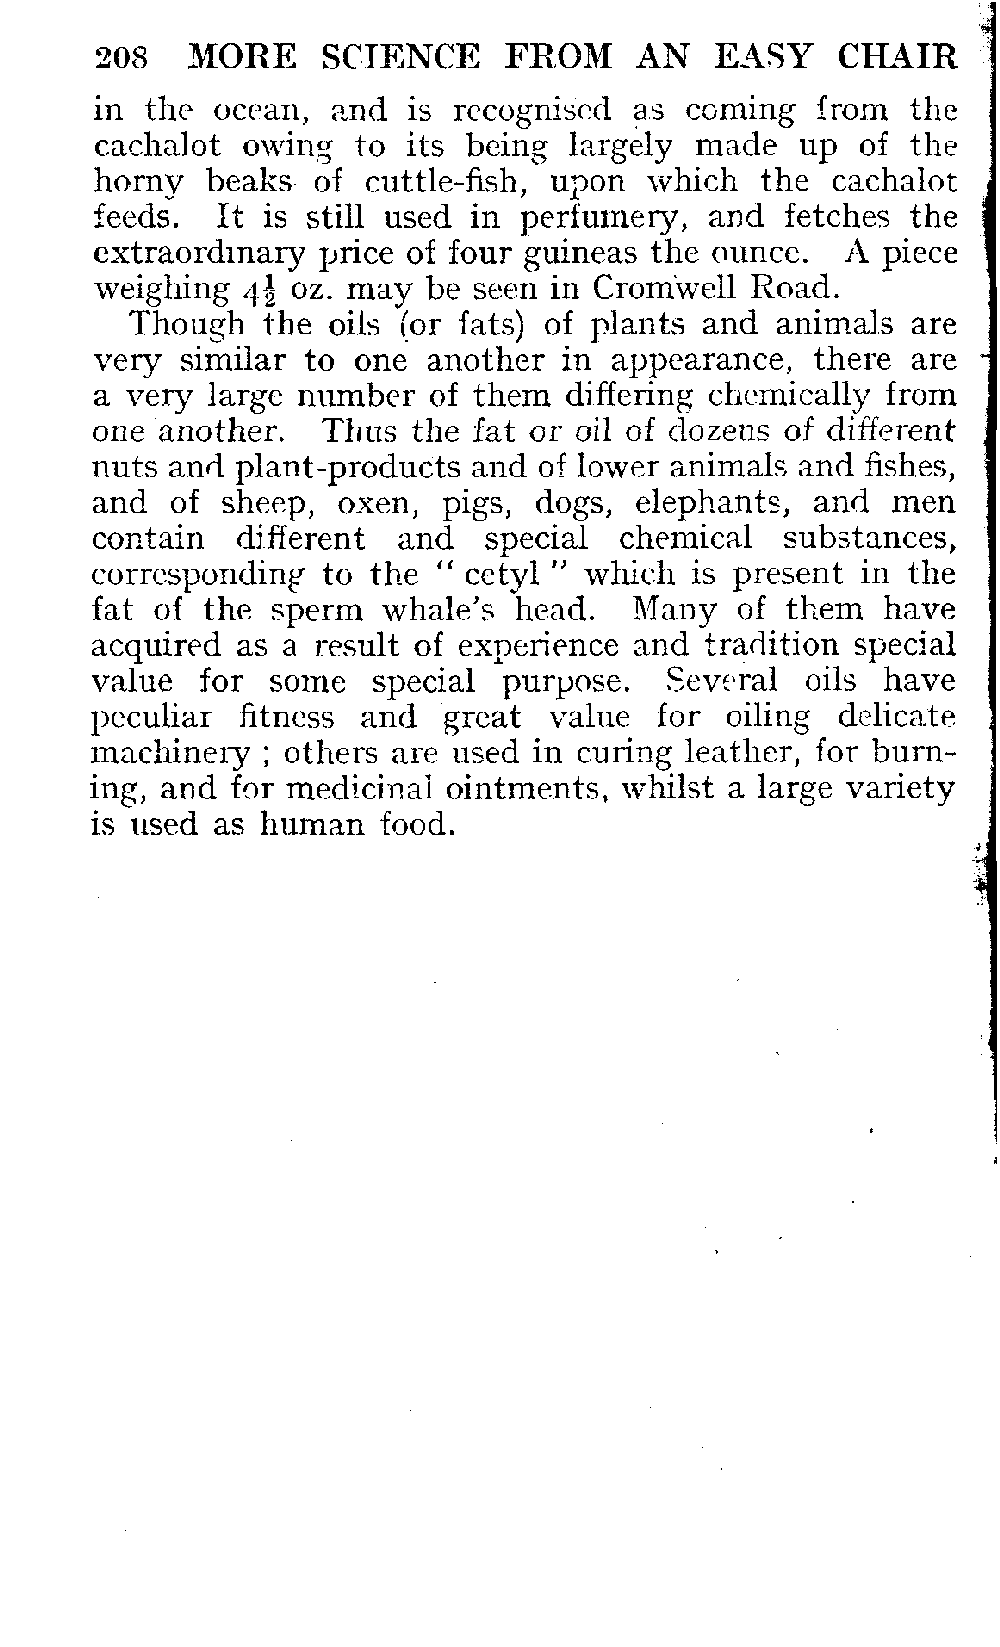 208 MORE SCIENCE FROM AN EASY CHAIR
in the ocean, and is recognised as coming from the
cachalot owing to its being largely made up of the
horny beaks of cuttle-fish, upon which the cachalot
feeds. It is still used in perfumery, and fetches the
extraordinary price of four guineas the ounce. A piece
weighing 4½ oz. may be seen in Cromwell Road.
Though the oils (or fats) of plants and animals are
very similar to one another in appearance, there are
a very large number of them differing chemically from
one another. Thus the fat or oil of dozens of different
nuts and plant-products and of lower animals and fishes,
and of sheep, oxen, pigs, dogs, elephants, and men
contain different and special chemical substances,
corresponding to the " cetyl " which is present in the
fat of the sperm whale's head. Many of them have
acquired as a result of experience and tradition special
value for some special purpose. Several oils have
peculiar fitness and great value for oiling delicate
machinery ; others are used in curing leather, for burn-
ing, and for medicinal ointments, whilst a large variety
is used as human food.